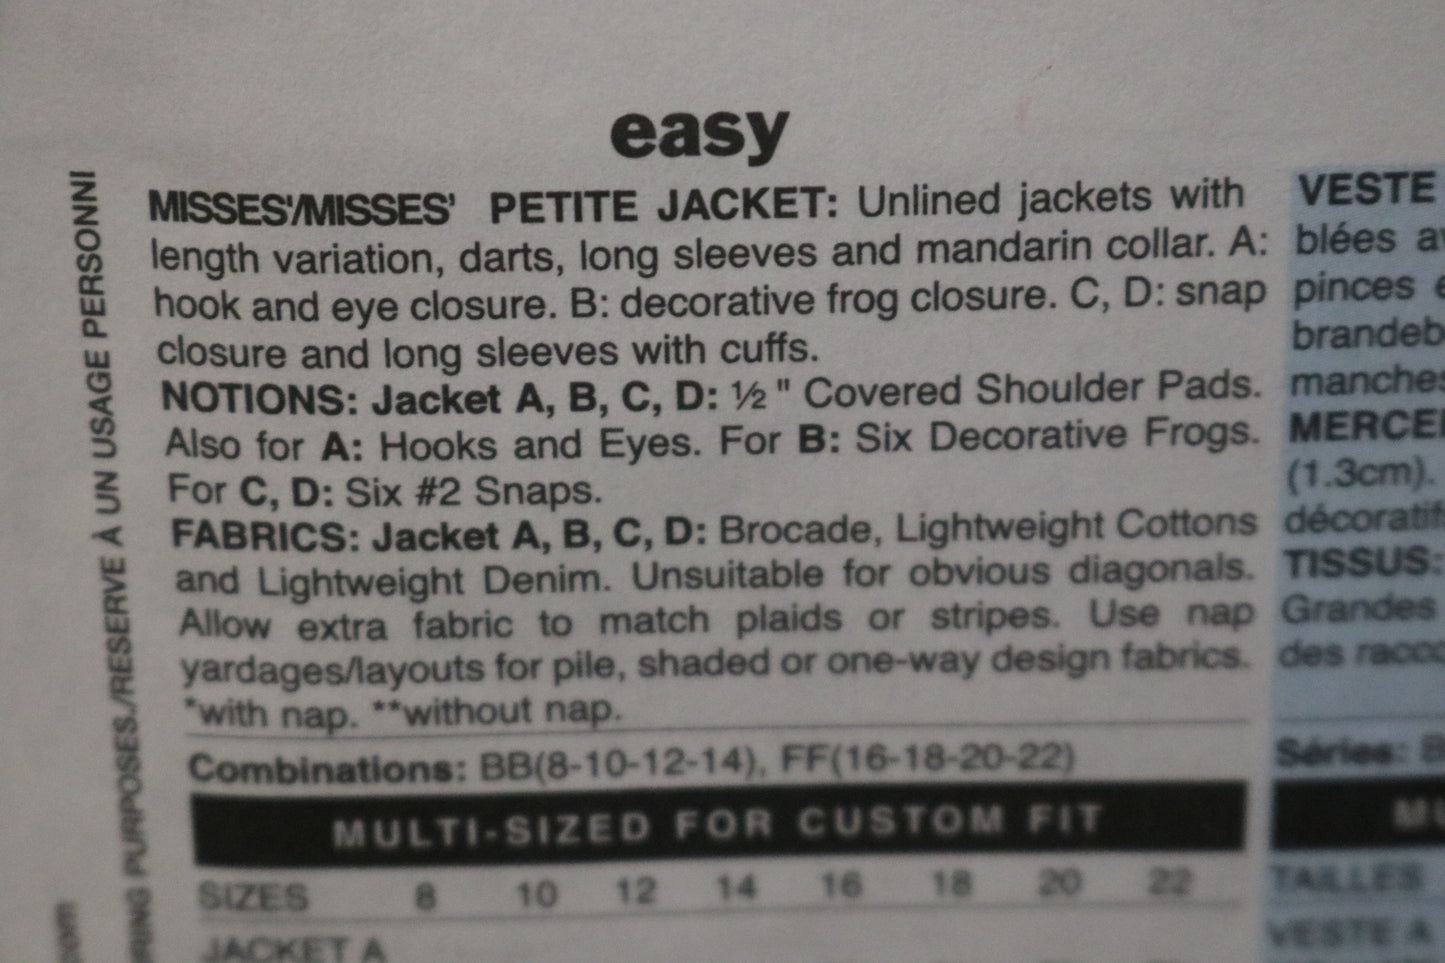 easy
MISSES'/MISSES' PETITE JACKET: Unlined jackets with
length variation, darts, long sleeves and mandarin collar. A:
hook and eye closure. B: decorative frog closure. C, D: snap
closure and long sleeves with cuffs.
NOTIONS: Jacket A, B, C, D: ½ " Covered Shoulder Pads.
Also for A: Hooks and Eyes. For B: Six Decorative Frogs.
For C, D: Six #2 Snaps.
FABRICS: Jacket A, B, C, D: Brocade, Lightweight Cottons
and Lightweight Denim. Unsuitable for obvious diagonals.
Allow extra fabric to match plaids or stripes. Use nap
yardages/layouts for pile, shaded or one-way design fabrics.
*with nap. **without nap.
Combinations: BB(8-10-12-14), FF(16-18-20-22)
MULTI-SIZED FOR CUSTOM FIT
SIZES 8 10 12 14 16 18 20 22
JACKET A
VESTE
blées
pinces
brandeb
manches
MERCE
(1.3cm).
décoratif
TISSUS:
Grandes
des racco
Séries: B
TAILLES
VESTE A
RING PURPOSES./RESERVE À UN USAGE PERSONNI
com